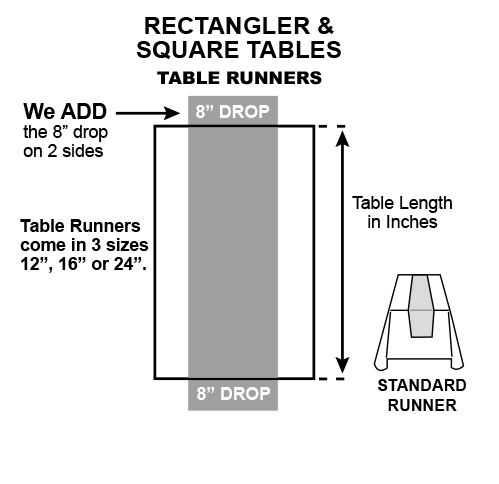 RECTANGLER &
SQUARE TABLES
TABLE RUNNERS
We ADD
the 8” drop
on 2 sides
8” DROP
Table Length
in Inches
Table Runners
come in 3 sizes
12”, 16” or 24”.
8” DROP
STANDARD
RUNNER